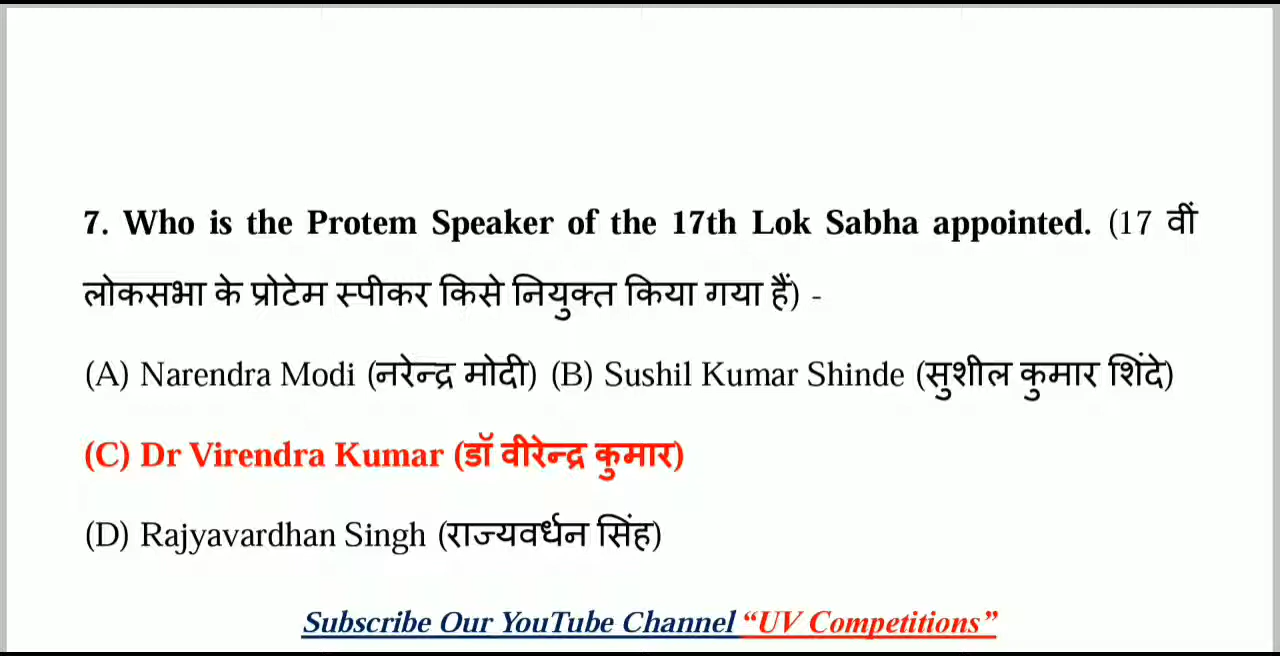 7. Who is the Protem Speaker of the 17th Lok Sabha appointed. (17 वीं
लोकसभा के प्रोटेम स्पीकर किसे नियुक्त किया गया हैं) -
(A) Narendra Modi (नरेन्द्र मोदी) (B) Sushil Kumar Shinde (सुशील कुमार शिंदे)
(C) Dr Virendra Kumar (डॉ वीरेन्द्र कुमार)
(D) Rajyavardhan Singh (राज्यवर्धन सिंह)
Subscribe Our YouTube Channel “UV Competitions”